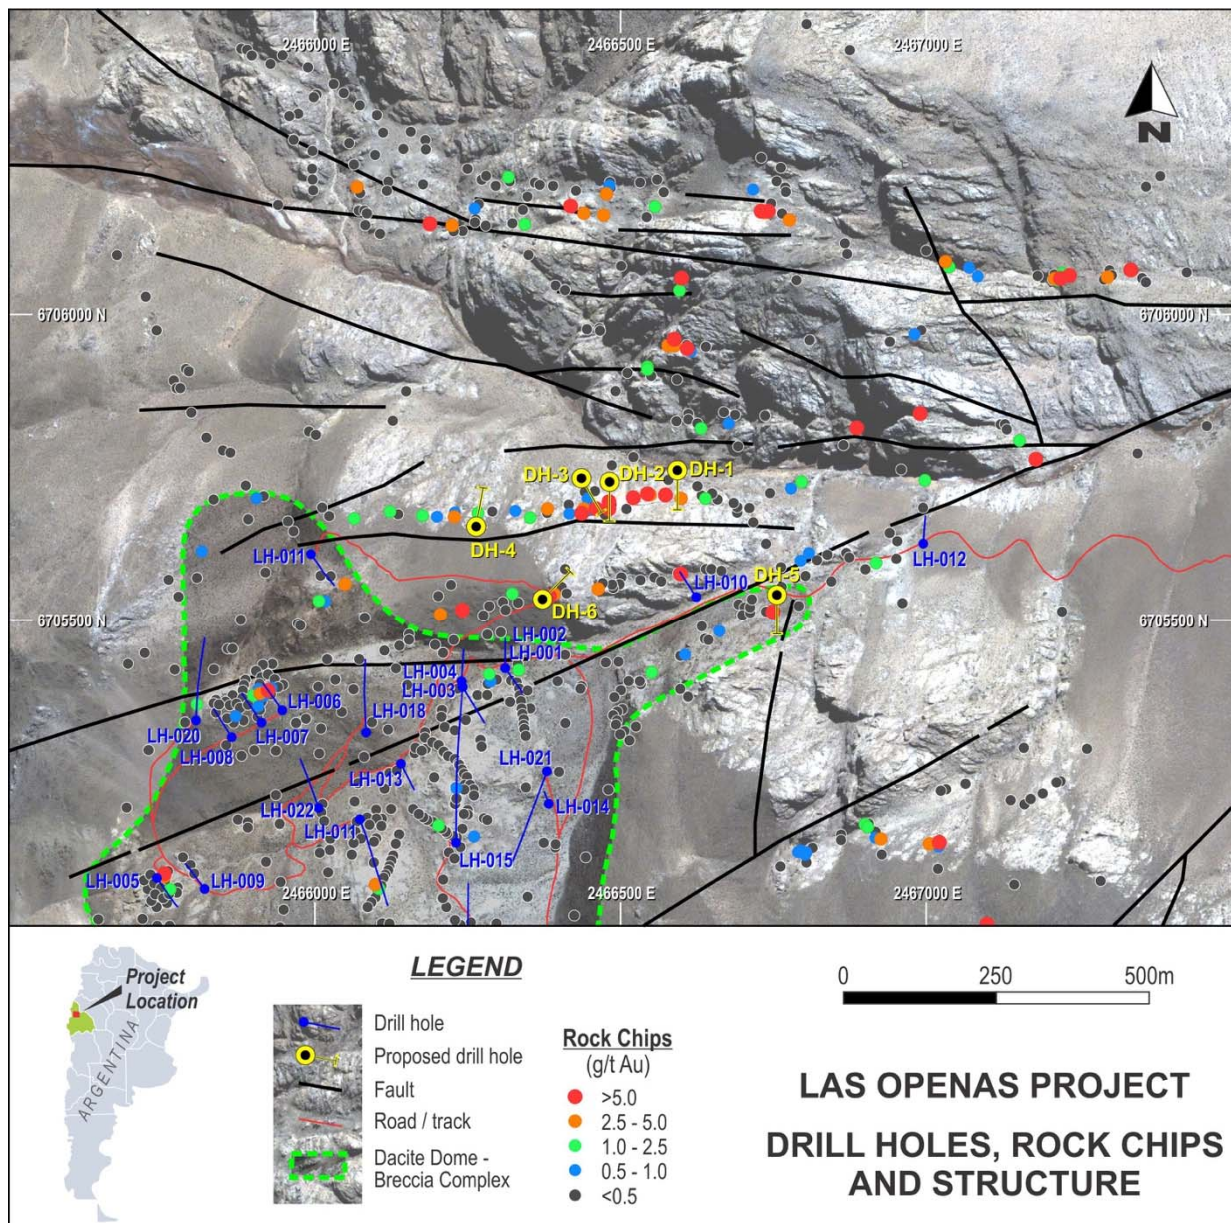 2466000 E
2466500 E
2467000 E
N
6706000 N
6706000 N
DH-3
DH-2
DH-1
DH-4
LH-011
LH-012
LH-010
DH-5
DH-6
6705500 N
6705500 N
LH-002
LH-001
LH-004
LH-003
LH-006
LH-018
LH-020
LH-007
LH-008
LH-013
LH-021
LH-022
LH-014
LH-011
LH-015
LH-005
LH-009
2466000 E
2466500 E
2467000 E
Project
Location
ARGENTINA
LEGEND
Drill hole
Proposed drill hole
Fault
Road / track
Dacite Dome -
Breccia Complex
Rock Chips
(g/t Au)
>5.0
2.5 - 5.0
1.0 - 2.5
0.5 - 1.0
<0.5
0
250
500m
LAS OPENAS PROJECT
DRILL HOLES, ROCK CHIPS
AND STRUCTURE